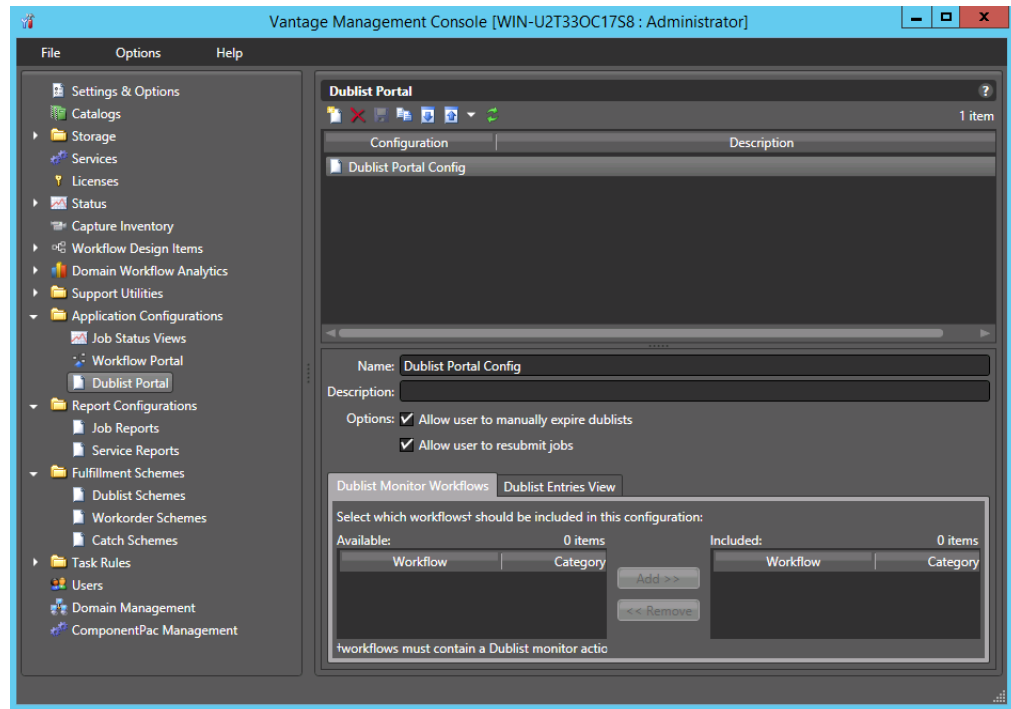 Vantage Management Console [WIN-U2T33OC17S8 : Administrator]
File Options Help
Settings & Options
Catalogs
Storage
Services
Licenses
Status
Capture Inventory
Workflow Design Items
Domain Workflow Analytics
Support Utilities
Application Configurations
Job Status Views
Workflow Portal
Dublist Portal
Report Configurations
Job Reports
Service Reports
Fulfillment Schemes
Dublist Schemes
Workorder Schemes
Catch Schemes
Task Rules
Users
Domain Management
ComponentPac Management
Dublist Portal ?
1 item
Configuration Description
Dublist Portal Config
Name: Dublist Portal Config
Description:
Options: Allow user to manually expire dublists
Allow user to resubmit jobs
Dublist Monitor Workflows Dublist Entries View
Select which workflows† should be included in this configuration:
Available: 0 items Included: 0 items
Workflow Category Workflow Category
Add >>
<< Remove
†workflows must contain a Dublist monitor actio